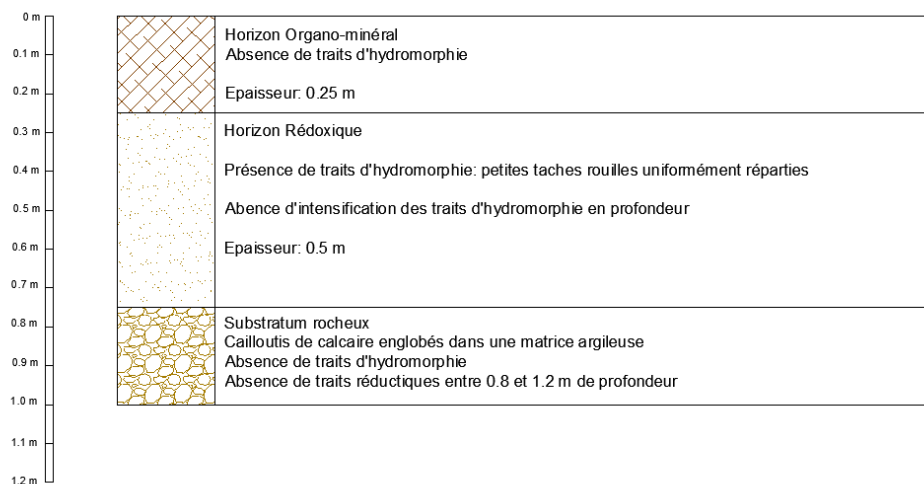 0 m
0.1 m
0.2 m
0.3 m
0.4 m
0.5 m
0.6 m
0.7 m
0.8 m
0.9 m
1.0 m
1.1 m
1.2 m
Horizon Organo-minéral
Absence de traits d'hydromorphie
Epaisseur: 0.25 m
Horizon Rédoxique
Présence de traits d'hydromorphie: petites taches rouilles uniformément réparties
Abence d'intensification des traits d'hydromorphie en profondeur
Epaisseur: 0.5 m
Substratum rocheux
Cailloutis de calcaire englobés dans une matrice argileuse
Absence de traits d'hydromorphie
Absence de traits réductiques entre 0.8 et 1.2 m de profondeur